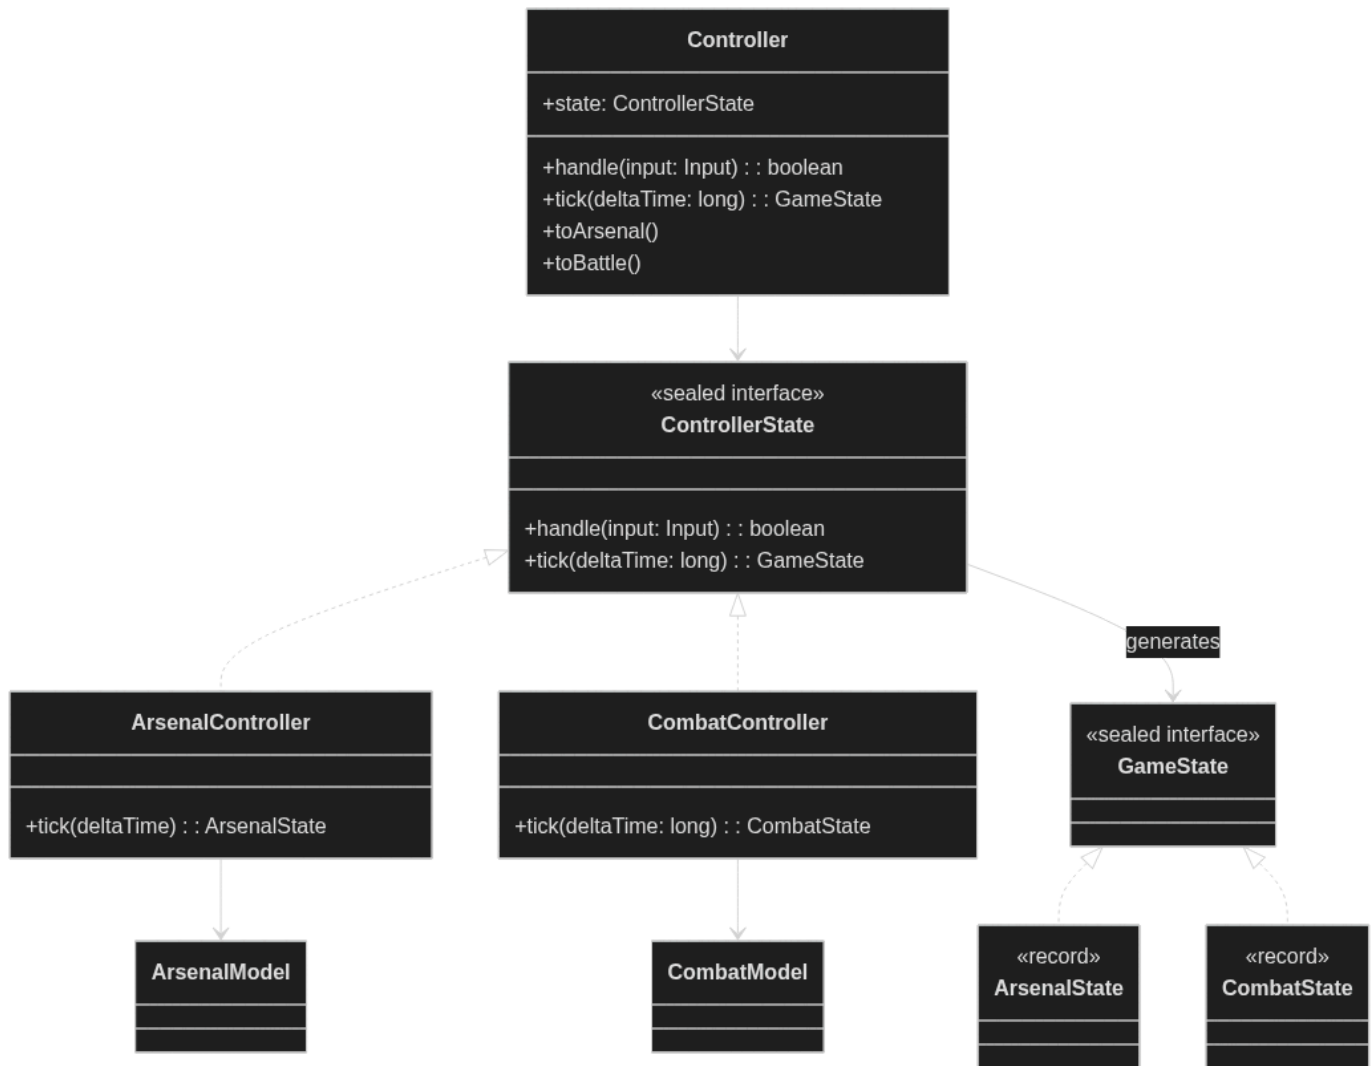 Controller
+state: ControllerState
+handle(input: Input) : : boolean
+tick(deltaTime: long) : : GameState
+toArsenal()
+toBattle()
«sealed interface»
ControllerState
+handle(input: Input) : : boolean
+tick(deltaTime: long) : : GameState
generates
ArsenalController
+tick(deltaTime) : : ArsenalState
CombatController
+tick(deltaTime: long) : : CombatState
«sealed interface»
GameState
ArsenalModel
CombatModel
«record»
ArsenalState
«record»
CombatState